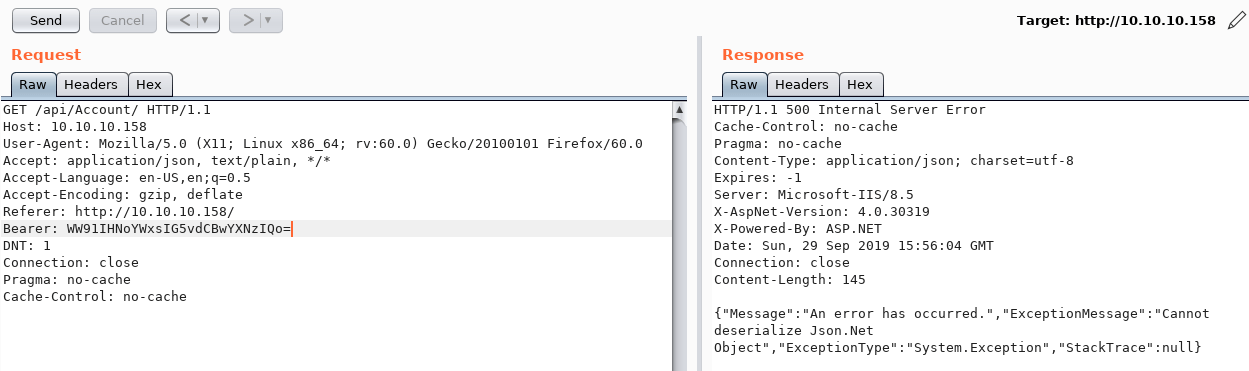 Send Cancel < | ▼ > | ▼ Target: http://10.10.10.158
Request
Raw Headers Hex
GET /api/Account/ HTTP/1.1
Host: 10.10.10.158
User-Agent: Mozilla/5.0 (X11; Linux x86_64; rv:60.0) Gecko/20100101 Firefox/60.0
Accept: application/json, text/plain, */*
Accept-Language: en-US,en;q=0.5
Accept-Encoding: gzip, deflate
Referer: http://10.10.10.158/
Bearer: WW91IHNoYWxsIG5vdCBwYXNzIQo=
DNT: 1
Connection: close
Pragma: no-cache
Cache-Control: no-cache
Response
Raw Headers Hex
HTTP/1.1 500 Internal Server Error
Cache-Control: no-cache
Pragma: no-cache
Content-Type: application/json; charset=utf-8
Expires: -1
Server: Microsoft-IIS/8.5
X-AspNet-Version: 4.0.30319
X-Powered-By: ASP.NET
Date: Sun, 29 Sep 2019 15:56:04 GMT
Connection: close
Content-Length: 145
{"Message":"An error has occurred.","ExceptionMessage":"Cannot
deserialize Json.Net
Object","ExceptionType":"System.Exception","StackTrace":null}